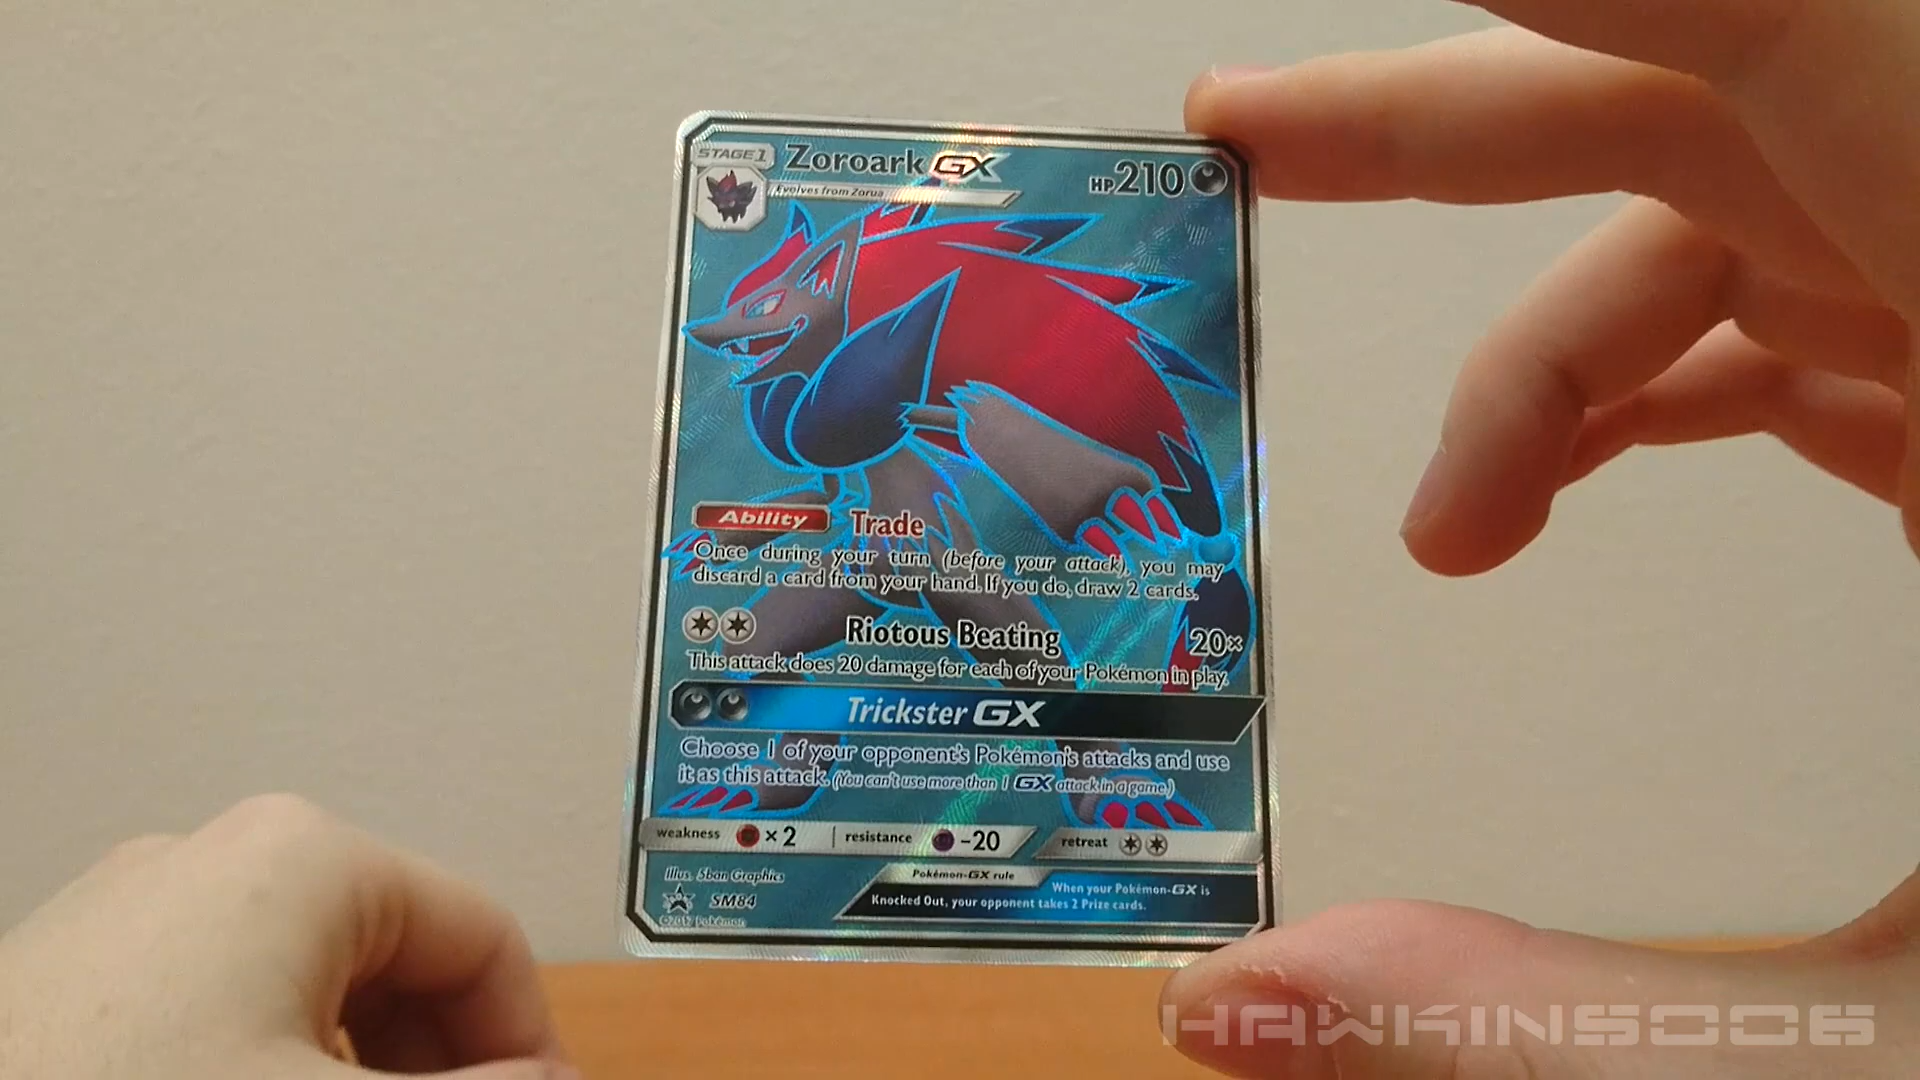 STAGE 1 Zoroark GX HP 210
Evolves from Zorua
Ability Trade
Once during your turn (before your attack), you may
discard a card from your hand. If you do, draw 2 cards.
Riotous Beating 20×
This attack does 20 damage for each of your Pokémon in play.
Trickster GX
Choose 1 of your opponent's Pokémon's attacks and use
it as this attack. (You can't use more than 1 GX attack in a game.)
weakness ×2 resistance -20 retreat
Illus. 5ban Graphics
Pokémon-GX rule
When your Pokémon-GX is
Knocked Out, your opponent takes 2 Prize cards.
SM84
©2017 Pokémon
HAWKINS006